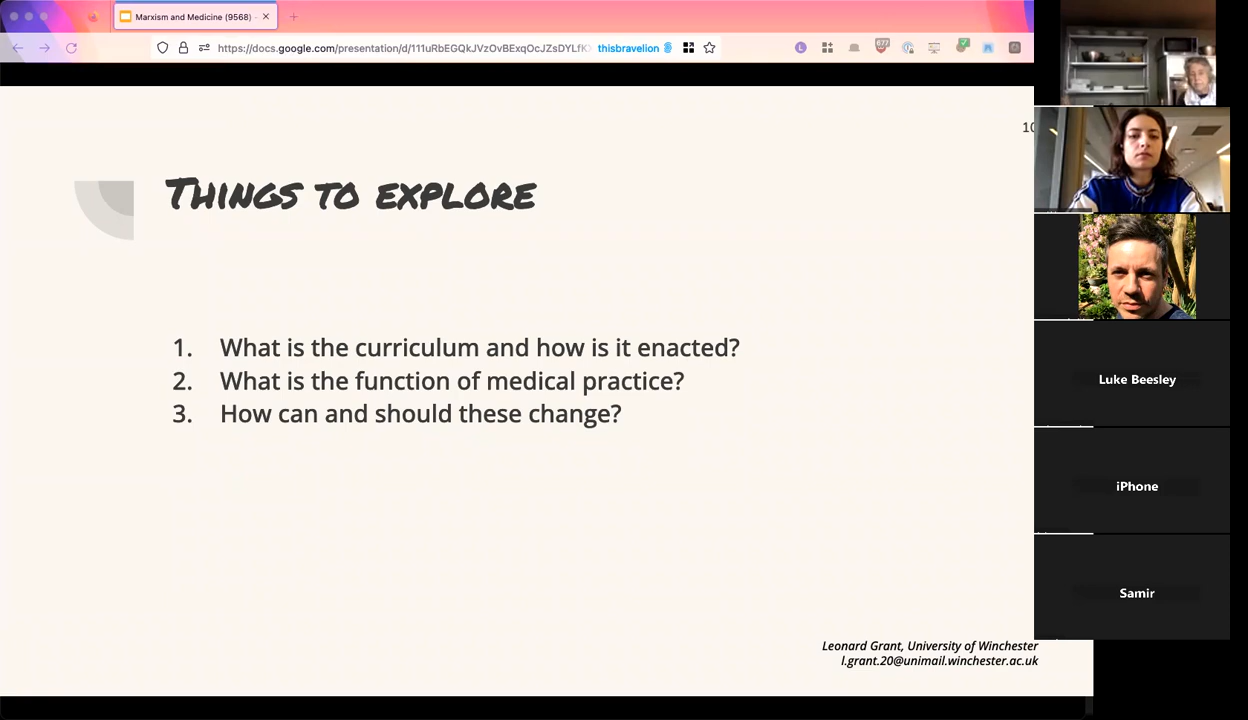 Marxism and Medicine (9568) -
https://docs.google.com/presentation/d/111uRbEGQkJVzOvBExqOcJZsDYLfK
thisbravelion
677
10
Things to explore
1. What is the curriculum and how is it enacted?
2. What is the function of medical practice?
3. How can and should these change?
Leonard Grant, University of Winchester
l.grant.20@unimail.winchester.ac.uk
Luke Beesley
iPhone
Samir